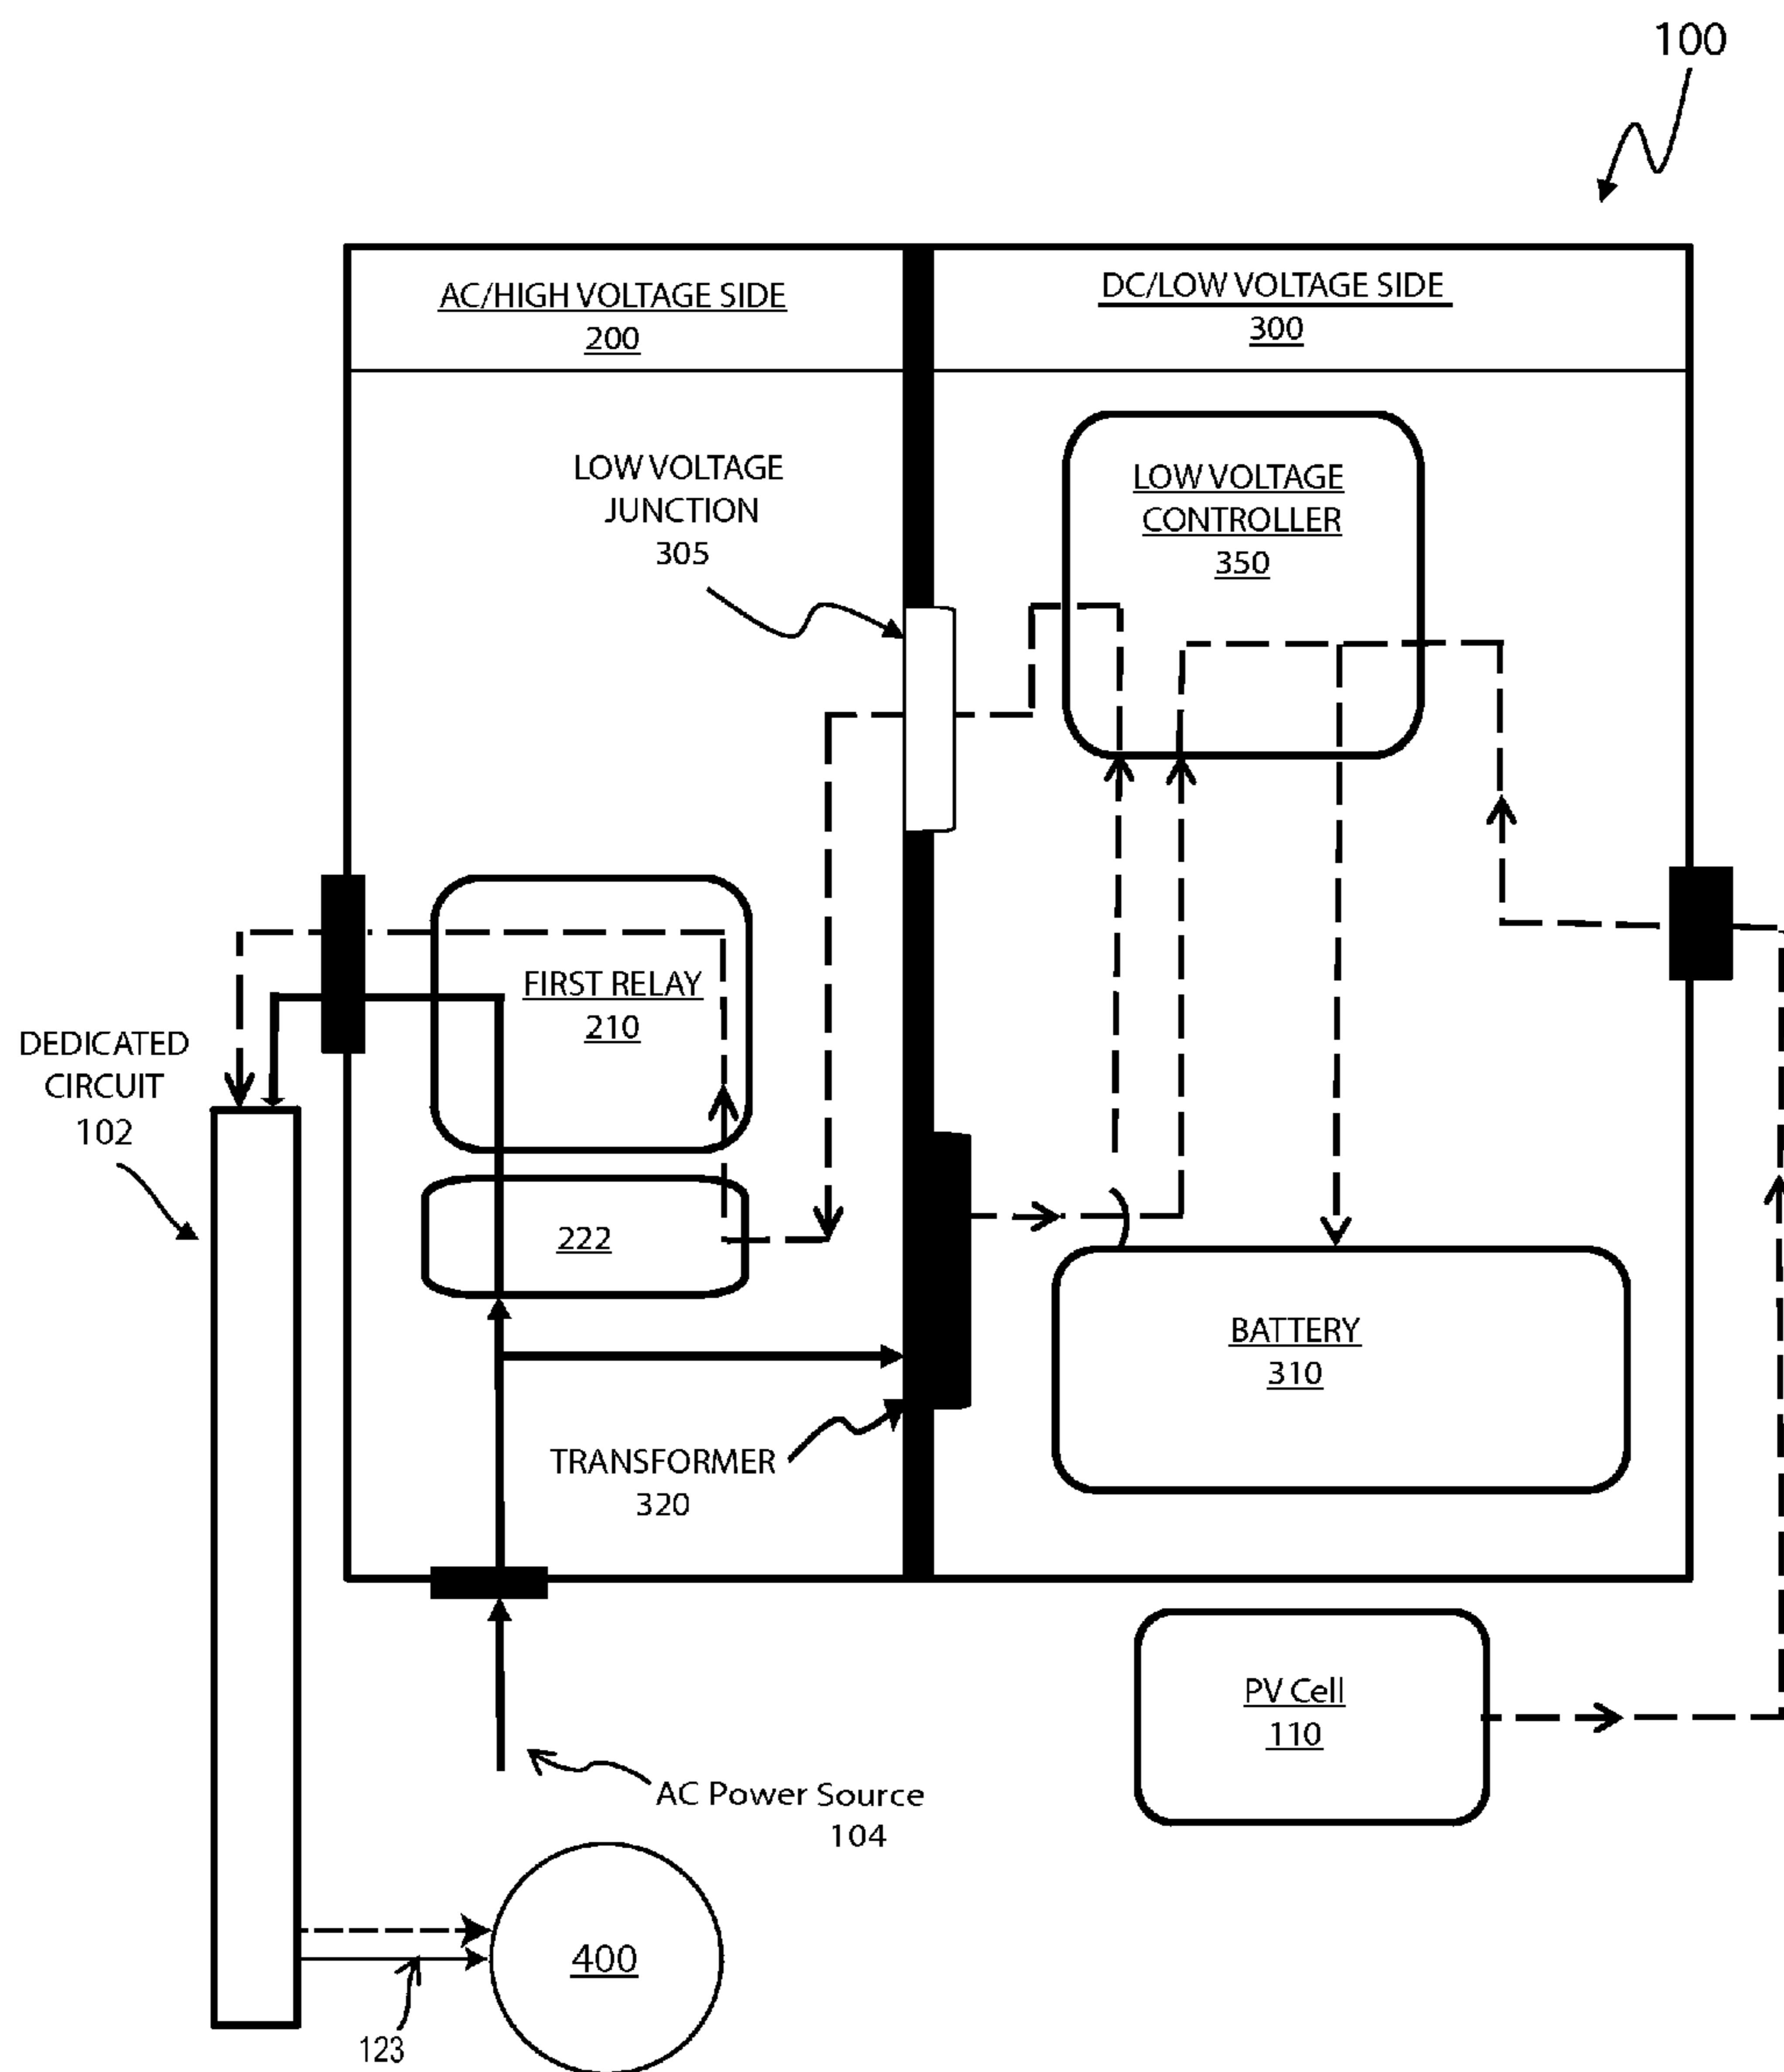 100
AC/HIGH VOLTAGE SIDE
200
DC/LOW VOLTAGE SIDE
300
LOW VOLTAGE
JUNCTION
305
LOW VOLTAGE
CONTROLLER
350
FIRST RELAY
210
DEDICATED
CIRCUIT
102
222
BATTERY
310
TRANSFORMER
320
PV Cell
110
AC Power Source
104
400
123